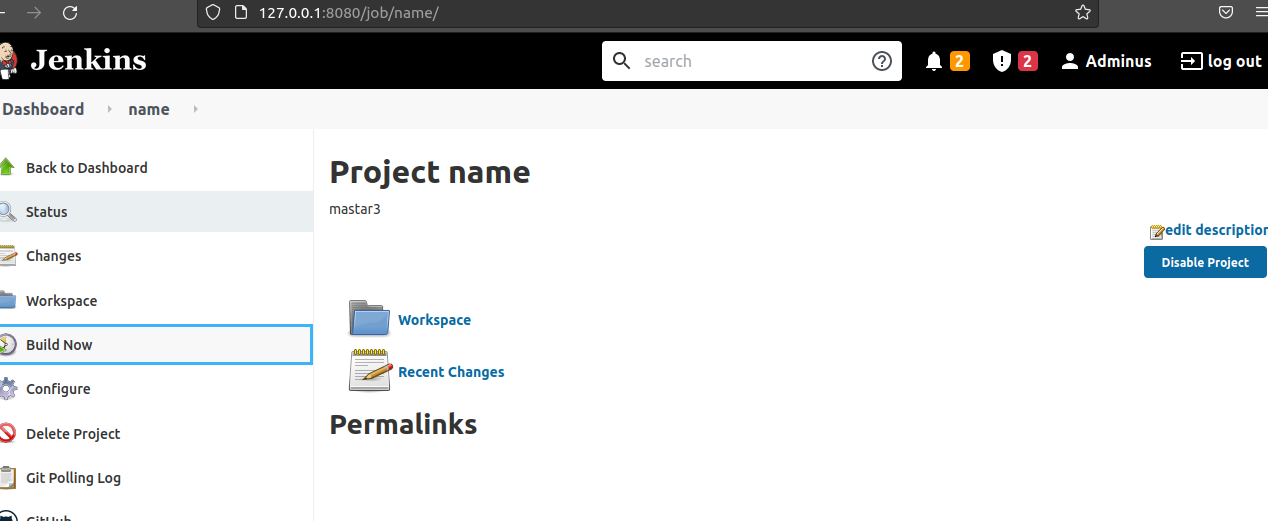 127.0.0.1:8080/job/name/
Jenkins
search
2
2
Adminus
log out
Dashboard
name
Back to Dashboard
Status
Changes
Workspace
Build Now
Configure
Delete Project
Git Polling Log
GitHub
Project name
mastar3
edit description
Disable Project
Workspace
Recent Changes
Permalinks